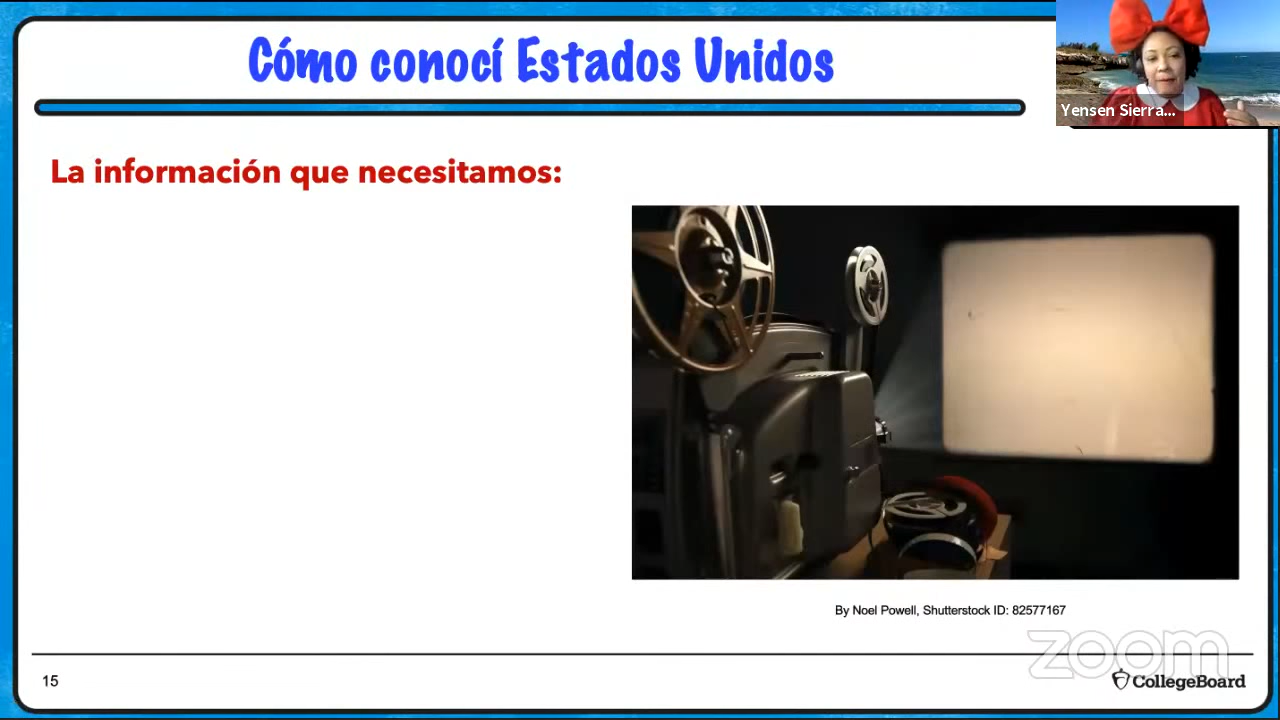 Cómo conocí Estados Unidos
Yensen Sierra...
La información que necesitamos:
By Noel Powell, Shutterstock ID: 82577167
zoom
15
CollegeBoard